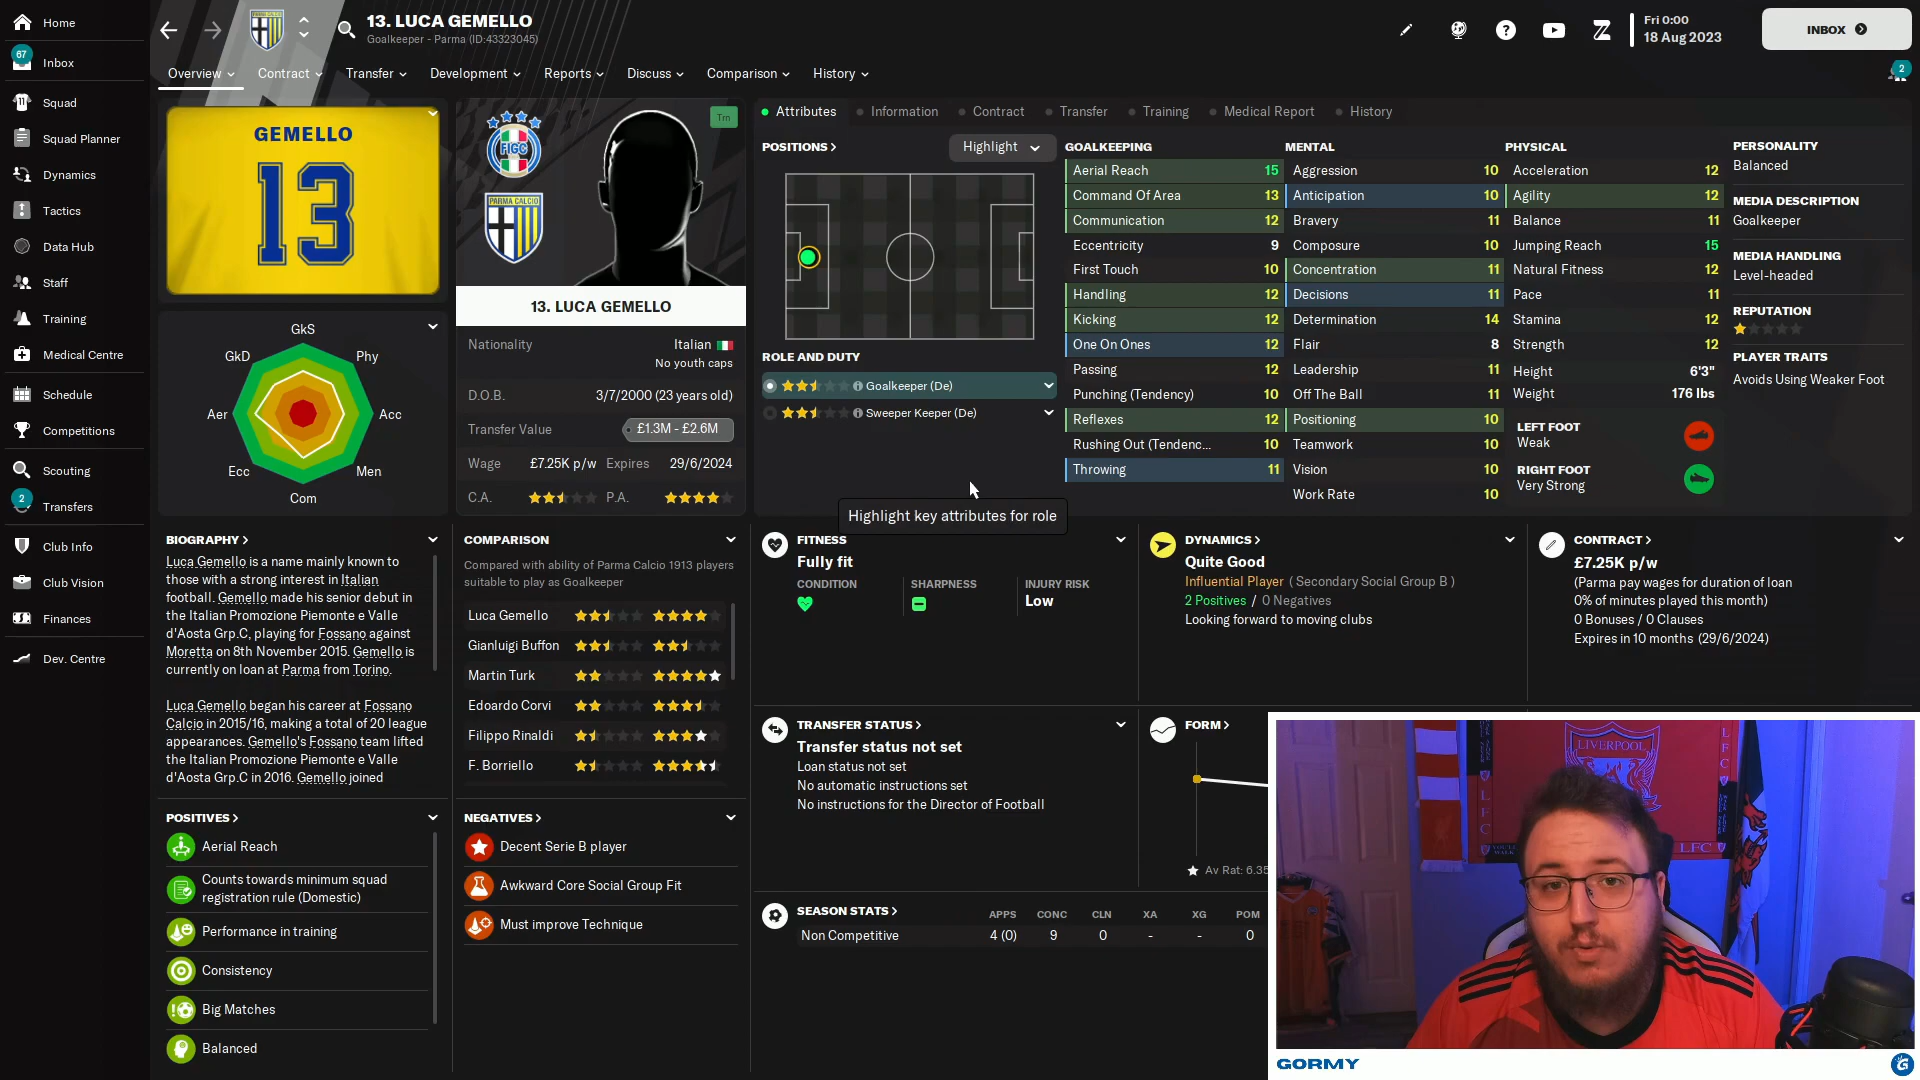 Home
67
Inbox
Squad
Squad Planner
Dynamics
Tactics
Data Hub
Staff
Training
Medical Centre
Schedule
Competitions
Scouting
2
Transfers
Club Info
Club Vision
Finances
Dev. Centre
13. LUCA GEMELLO
Goalkeeper - Parma (ID:43323045)
Fri 0:00
18 Aug 2023
INBOX
Overview
Contract
Transfer
Development
Reports
Discuss
Comparison
History
2
GEMELLO
13
GkS
GkD
Phy
Aer
Acc
Ecc
Men
Com
FIGC
PARMA CALCIO
Trn
13. LUCA GEMELLO
Nationality Italian
No youth caps
D.O.B. 3/7/2000 (23 years old)
Transfer Value £1.3M - £2.6M
Wage £7.25K p/w Expires 29/6/2024
C.A. P.A.
Attributes Information Contract Transfer Training Medical Report History
POSITIONS >
Highlight
ROLE AND DUTY
Goalkeeper (De)
Sweeper Keeper (De)
Highlight key attributes for role
GOALKEEPING
Aerial Reach 15
Command Of Area 13
Communication 12
Eccentricity 9
First Touch 10
Handling 12
Kicking 12
One On Ones 12
Passing 12
Punching (Tendency) 10
Reflexes 12
Rushing Out (Tendenc... 10
Throwing 11
MENTAL
Aggression 10
Anticipation 10
Bravery 11
Composure 10
Concentration 11
Decisions 11
Determination 14
Flair 8
Leadership 11
Off The Ball 11
Positioning 10
Teamwork 10
Vision 10
Work Rate 10
PHYSICAL
Acceleration 12
Agility 12
Balance 11
Jumping Reach 15
Natural Fitness 12
Pace 11
Stamina 12
Strength 12
Height 6'3"
Weight 176 lbs
LEFT FOOT
Weak
RIGHT FOOT
Very Strong
PERSONALITY
Balanced
MEDIA DESCRIPTION
Goalkeeper
MEDIA HANDLING
Level-headed
REPUTATION
PLAYER TRAITS
Avoids Using Weaker Foot
BIOGRAPHY >
Luca Gemello is a name mainly known to
those with a strong interest in Italian
football. Gemello made his senior debut in
the Italian Promozione Piemonte e Valle
d'Aosta Grp.C, playing for Fossano against
Moretta on 8th November 2015. Gemello is
currently on loan at Parma from Torino.
Luca Gemello began his career at Fossano
Calcio in 2015/16, making a total of 20 league
appearances. Gemello's Fossano team lifted
the Italian Promozione Piemonte e Valle
d'Aosta Grp.C in 2016. Gemello joined
COMPARISON
Compared with ability of Parma Calcio 1913 players
suitable to play as Goalkeeper
Luca Gemello
Gianluigi Buffon
Martin Turk
Edoardo Corvi
Filippo Rinaldi
F. Borriello
FITNESS
Fully fit
CONDITION
SHARPNESS
INJURY RISK
Low
DYNAMICS >
Quite Good
Influential Player ( Secondary Social Group B )
2 Positives / 0 Negatives
Looking forward to moving clubs
CONTRACT >
£7.25K p/w
(Parma pay wages for duration of loan
0% of minutes played this month)
0 Bonuses / 0 Clauses
Expires in 10 months (29/6/2024)
TRANSFER STATUS >
Transfer status not set
Loan status not set
No automatic instructions set
No instructions for the Director of Football
FORM >
Av Rat: 6.35
POSITIVES >
Aerial Reach
Counts towards minimum squad
registration rule (Domestic)
Performance in training
Consistency
Big Matches
Balanced
NEGATIVES >
Decent Serie B player
Awkward Core Social Group Fit
Must improve Technique
SEASON STATS >
APPS CONC CLN XA XG POM
Non Competitive 4 (0) 9 0 - - 0
LIVERPOOL
LFC
GORMY